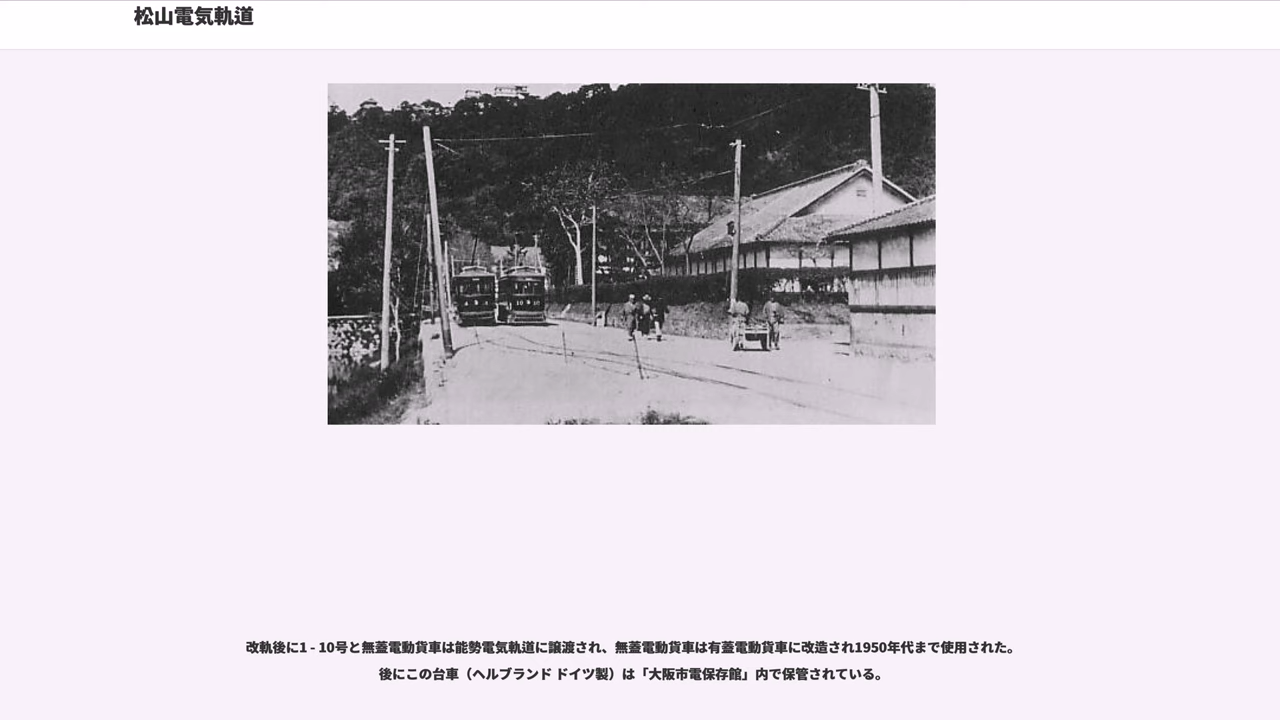 松山電気軌道
改軌後に1 - 10号と無蓋電動貨車は能勢電気軌道に譲渡され、無蓋電動貨車は有蓋電動貨車に改造され1950年代まで使用された。
後にこの台車（ヘルブランド ドイツ製）は「大阪市電保存館」内で保管されている。